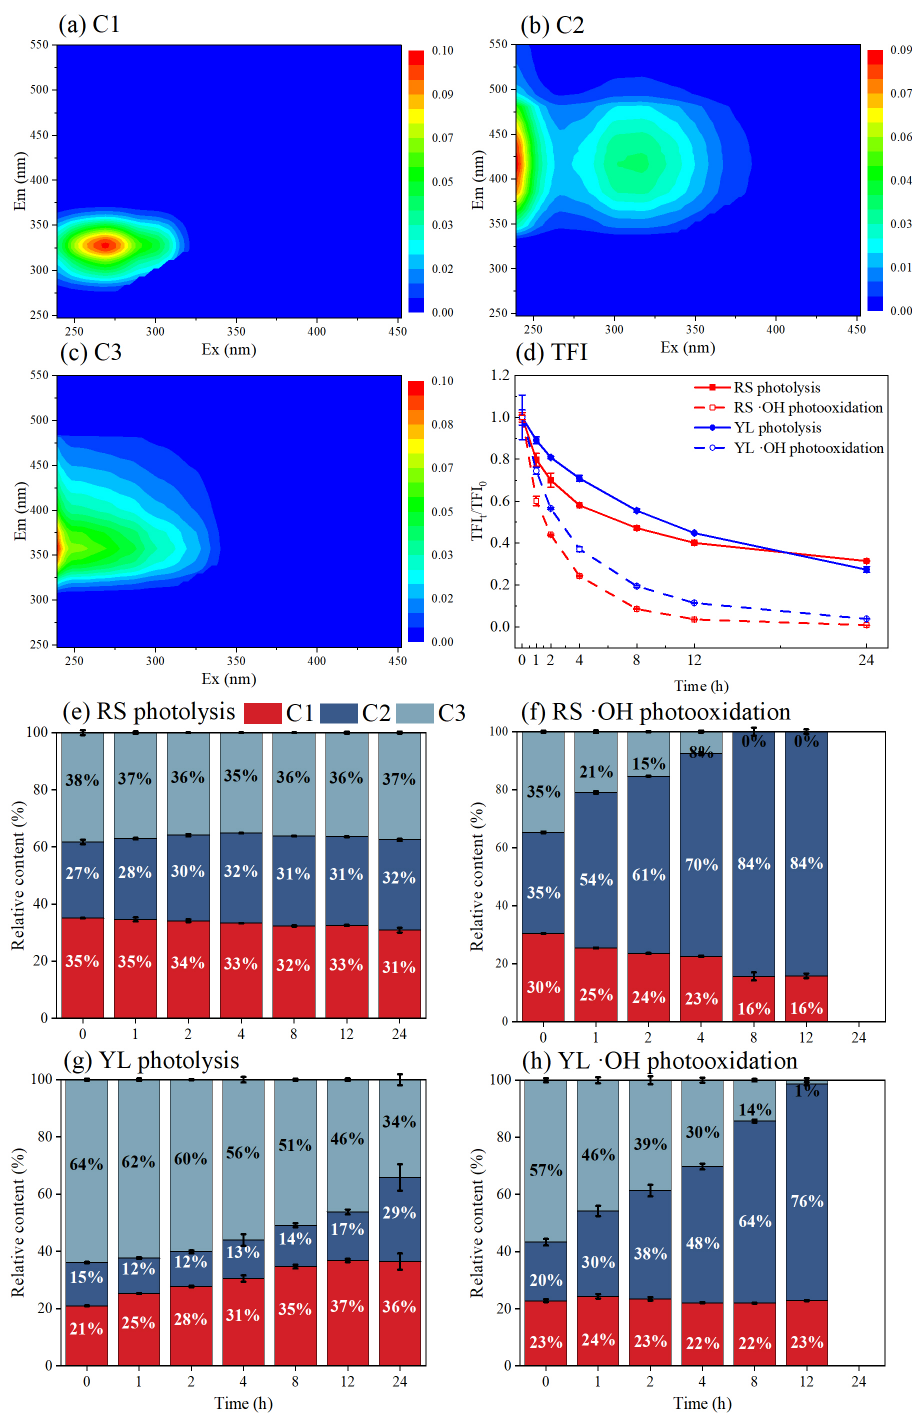 (a) C1
(b) C2
550
500
450
400
350
300
250
Em (nm)
250
300
350
400
450
Ex (nm)
0.10
0.09
0.07
0.05
0.03
0.02
0.00
550
500
450
400
350
300
250
Em (nm)
250
300
350
400
450
Ex (nm)
0.09
0.07
0.06
0.04
0.03
0.01
0.00
(c) C3
(d) TFI
550
500
450
400
350
300
250
Em (nm)
250
300
350
400
450
Ex (nm)
0.10
0.08
0.07
0.05
0.03
0.02
0.00
1.2
1.0
0.8
0.6
0.4
0.2
0.0
TFIt/TFI0
RS photolysis
RS ·OH photooxidation
YL photolysis
YL ·OH photooxidation
0 1 2 4 8 12 24
Time (h)
(e) RS photolysis
C1 C2 C3
(f) RS ·OH photooxidation
100
80
60
40
20
0
Relative content (%)
38% 37% 36% 35% 36% 36% 37%
27% 28% 30% 32% 31% 31% 32%
35% 35% 34% 33% 32% 33% 31%
0 1 2 4 8 12 24
100
80
60
40
20
0
Relative content (%)
35% 21% 15% 8% 0% 0%
35% 54% 61% 70% 84% 84%
30% 25% 24% 23% 16% 16%
0 1 2 4 8 12 24
(g) YL photolysis
(h) YL ·OH photooxidation
100
80
60
40
20
0
Relative content (%)
64% 62% 60% 56% 51% 46% 34%
15% 12% 12% 13% 14% 17% 29%
21% 25% 28% 31% 35% 37% 36%
0 1 2 4 8 12 24
Time (h)
100
80
60
40
20
0
Relative content (%)
57% 46% 39% 30% 14% 1%
20% 30% 38% 48% 64% 76%
23% 24% 23% 22% 22% 23%
0 1 2 4 8 12 24
Time (h)